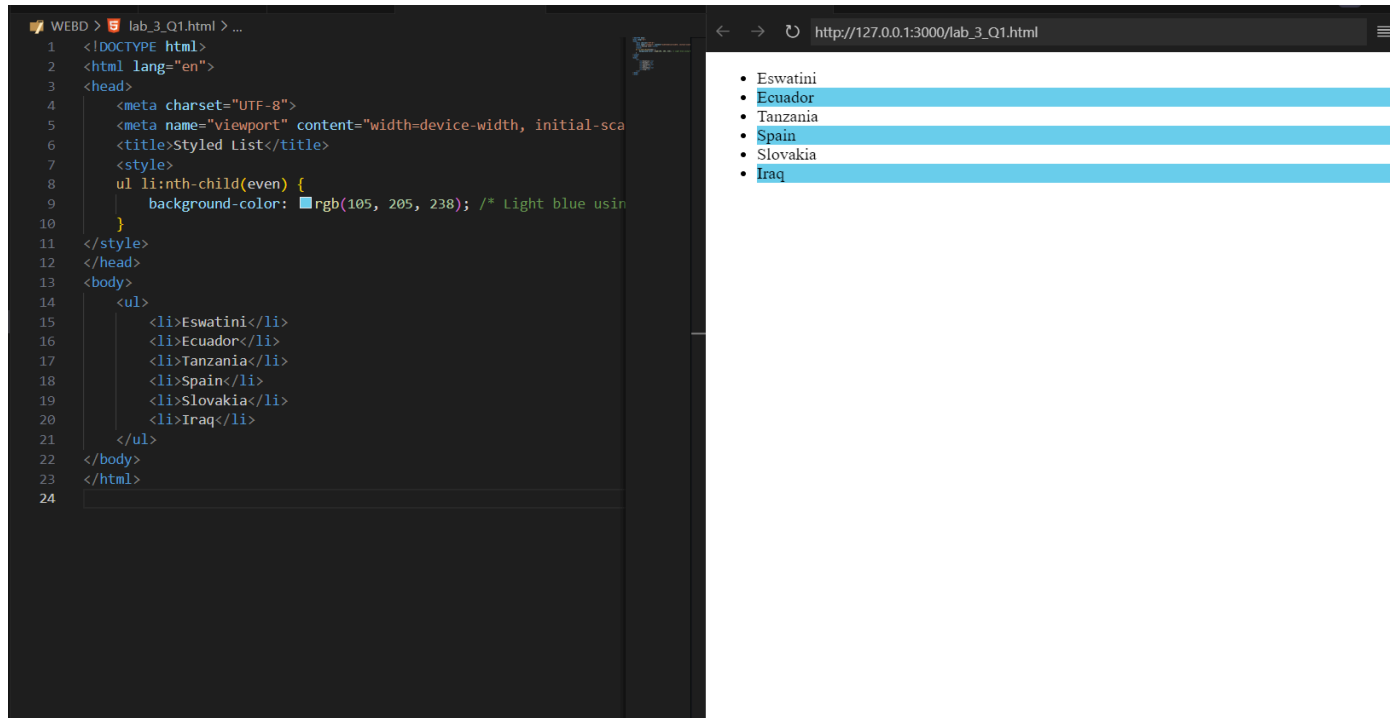 WEBD > lab_3_Q1.html > ...
1 <!DOCTYPE html>
2 <html lang="en">
3 <head>
4 <meta charset="UTF-8">
5 <meta name="viewport" content="width=device-width, initial-sca
6 <title>Styled List</title>
7 <style>
8 ul li:nth-child(even) {
9 background-color: rgb(105, 205, 238); /* Light blue usin
10 }
11 </style>
12 </head>
13 <body>
14 <ul>
15 <li>Eswatini</li>
16 <li>Ecuador</li>
17 <li>Tanzania</li>
18 <li>Spain</li>
19 <li>Slovakia</li>
20 <li>Iraq</li>
21 </ul>
22 </body>
23 </html>
24
http://127.0.0.1:3000/lab_3_Q1.html
• Eswatini
• Ecuador
• Tanzania
• Spain
• Slovakia
• Iraq